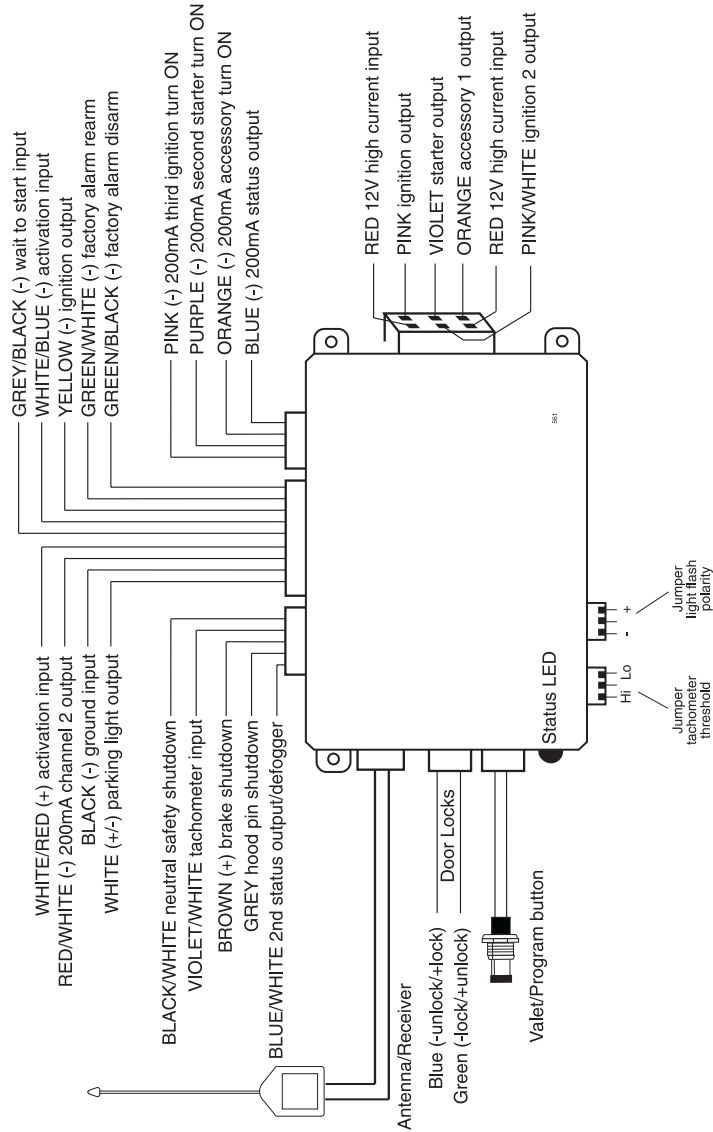 WHITE/RED (+) activation input
RED/WHITE (-) 200mA channel 2 output
BLACK (-) ground input
WHITE (+/-) parking light output
GREY/BLACK (-) wait to start input
WHITE/BLUE (-) activation input
YELLOW (-) ignition output
GREEN/WHITE (-) factory alarm rearm
GREEN/BLACK (-) factory alarm disarm
PINK (-) 200mA third ignition turn ON
PURPLE (-) 200mA second starter turn ON
ORANGE (-) 200mA accessory turn ON
BLUE (-) 200mA status output
BLACK/WHITE neutral safety shutdown
VIOLET/WHITE tachometer input
BROWN (+) brake shutdown
GREY hood pin shutdown
BLUE/WHITE 2nd status output/defogger
RED 12V high current input
PINK ignition output
VIOLET starter output
ORANGE accessory 1 output
RED 12V high current input
PINK/WHITE ignition 2 output
Antenna/Receiver
Blue (-unlock/+lock)
Green (-lock/+unlock)
Door Locks
Valet/Program button
Status LED
561
Hi Lo
- +
Jumper
tachometer
threshold
Jumper
light flash
polarity